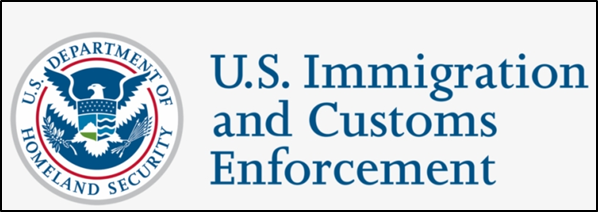 U.S. DEPARTMENT OF
HOMELAND SECURITY
U.S. Immigration
and Customs
Enforcement